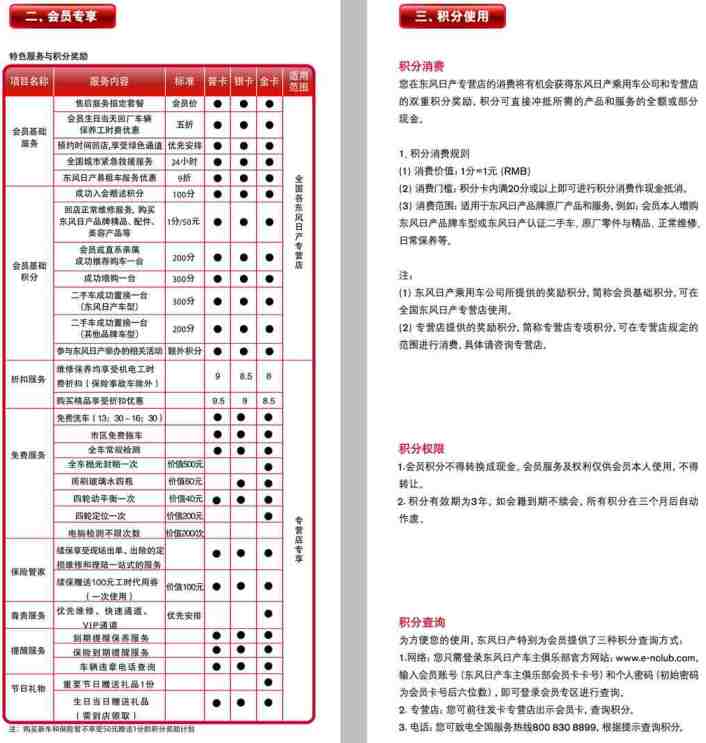 二、会员专享
特色服务与积分奖励
项目名称 服务内容 标准 普卡 银卡 金卡 适用范围
会员基础服务
售后服务指定套餐 会员价 ● ● ●
会员生日当天回厂车辆
保养工时费优惠 五折 ● ● ●
预约时间回店,享受绿色通道 优先安排 ● ● ●
全国城市紧急救援服务 24小时 ● ● ●
东风日产易租车服务优惠 9折 ● ● ●
会员基础积分
成功入会赠送积分 100分 ● ● ●
回店正常维修服务, 购买
东风日产品牌精品、配件、
美容产品等 1分/50元 ● ● ●
会员或直系亲属
成功推荐购车一台 200分 ● ● ●
成功增购一台 300分 ● ● ●
二手车成功置换一台
(东风日产车型) 300分 ● ● ●
二手车成功置换一台
(其他品牌车型) 200分 ● ● ●
参与东风日产举办的相关活动 额外积分 ● ● ●
全国各东风日产专营店
折扣服务
维修保养均享受机电工时
费折扣(保险事故车除外) 9 8.5 8
购买精品享受折扣优惠 9.5 9 8.5
免费服务
免费洗车(13:30-16:30) ● ● ●
市区免费拖车 ● ● ●
全车常规检测 ● ● ●
全车抛光封釉一次 价值500元 ●
雨刷玻璃水四瓶 价值60元 ● ●
四轮动平衡一次 价值40元 ● ● ●
四轮定位一次 价值200元 ●
电脑检测不限次数 价值200次
保险管家
续保享受现场出单、出险的定
损维修和理赔一站式的服务 ● ● ●
续保赠送100元工时代用券
(一次使用) 价值100元 ● ● ●
尊贵服务
优先维修、快速通道、
VIP通道 优先安排 ●
提醒服务
到期提醒保养服务 ● ● ●
保险到期提醒服务 ● ● ●
车辆违章电话查询 ● ● ●
节日礼物
重要节日赠送礼品1份 ●
生日当日赠送礼品
(需到店领取) ● ● ●
专营店专享
注:购买新车和保险暂不享受50元赠送1分的积分奖励计划
三、积分使用
积分消费
您在东风日产专营店的消费将有机会获得东风日产乘用车公司和专营店
的双重积分奖励。积分可直接冲抵所需的产品和服务的全额或部分
现金。
1. 积分消费规则
(1) 消费价值: 1分=1元 (RMB)
(2) 消费门槛: 积分卡内满20分或以上即可进行积分消费作现金抵消。
(3) 消费范围: 适用于东风日产品牌原厂产品和服务。例如: 会员本人增购
东风日产品牌车型或东风日产认证二手车、原厂零件与精品、正常维修、
日常保养等。
注:
(1) 东风日产乘用车公司所提供的奖励积分, 简称会员基础积分, 可在
全国东风日产专营店使用。
(2) 专营店提供的奖励积分, 简称专营店专项积分, 可在专营店规定的
范围进行消费, 具体请咨询专营店。
积分权限
1.会员积分不得转换成现金。会员服务及权利仅供会员本人使用, 不得
转让。
2. 积分有效期为3年, 如会籍到期不续会, 所有积分在三个月后自动
作废。
积分查询
为方便您的使用, 东风日产特别为会员提供了三种积分查询方式:
1.网络: 您只需登录东风日产车主俱乐部官方网站: www.e-nclub.com,
输入会员账号 (东风日产车主俱乐部会员卡卡号) 和个人密码 (初始密码
为会员卡号后六位数), 即可登录会员专区进行查询。
2. 专营店: 您可前往发卡专营店出示会员卡, 查询积分。
3. 电话: 您可致电全国服务热线800 830 8899, 根据提示查询积分。